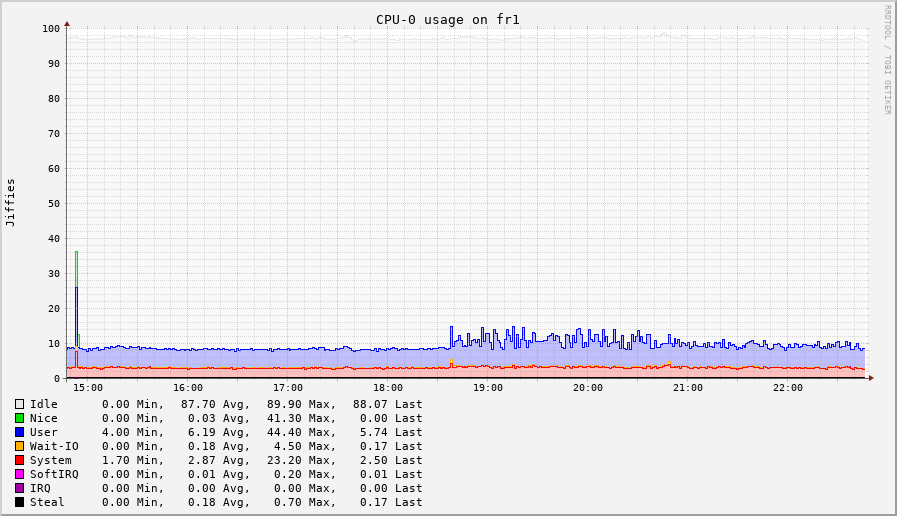 CPU-0 usage on fr1
RRDTOOL / TOBI OETIKER
Jiffies
100
90
80
70
60
50
40
30
20
10
0
15:00 16:00 17:00 18:00 19:00 20:00 21:00 22:00
Idle 0.00 Min, 87.70 Avg, 89.90 Max, 88.07 Last
Nice 0.00 Min, 0.03 Avg, 41.30 Max, 0.00 Last
User 4.00 Min, 6.19 Avg, 44.40 Max, 5.74 Last
Wait-IO 0.00 Min, 0.18 Avg, 4.50 Max, 0.17 Last
System 1.70 Min, 2.87 Avg, 23.20 Max, 2.50 Last
SoftIRQ 0.00 Min, 0.01 Avg, 0.20 Max, 0.01 Last
IRQ 0.00 Min, 0.00 Avg, 0.00 Max, 0.00 Last
Steal 0.00 Min, 0.18 Avg, 0.70 Max, 0.17 Last